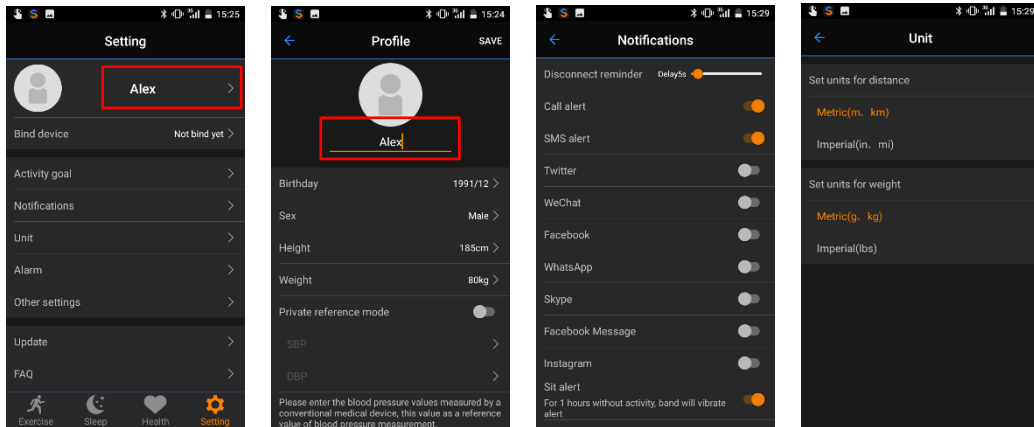 15:25
Setting
Alex
Bind device Not bind yet
Activity goal
Notifications
Unit
Alarm
Other settings
Update
FAQ
Exercise Sleep Health Setting
15:24
Profile SAVE
Alex
Birthday 1991/12
Sex Male
Height 185cm
Weight 80kg
Private reference mode
SBP
DBP
Please enter the blood pressure values measured by a
conventional medical device, this value as a reference
value of blood pressure measurement.
15:29
Notifications
Disconnect reminder Delay5s
Call alert
SMS alert
Twitter
WeChat
Facebook
WhatsApp
Skype
Facebook Message
Instagram
Sit alert
For 1 hours without activity, band will vibrate
alert
15:29
Unit
Set units for distance
Metric(m、km)
Imperial(in、mi)
Set units for weight
Metric(g、kg)
Imperial(lbs)